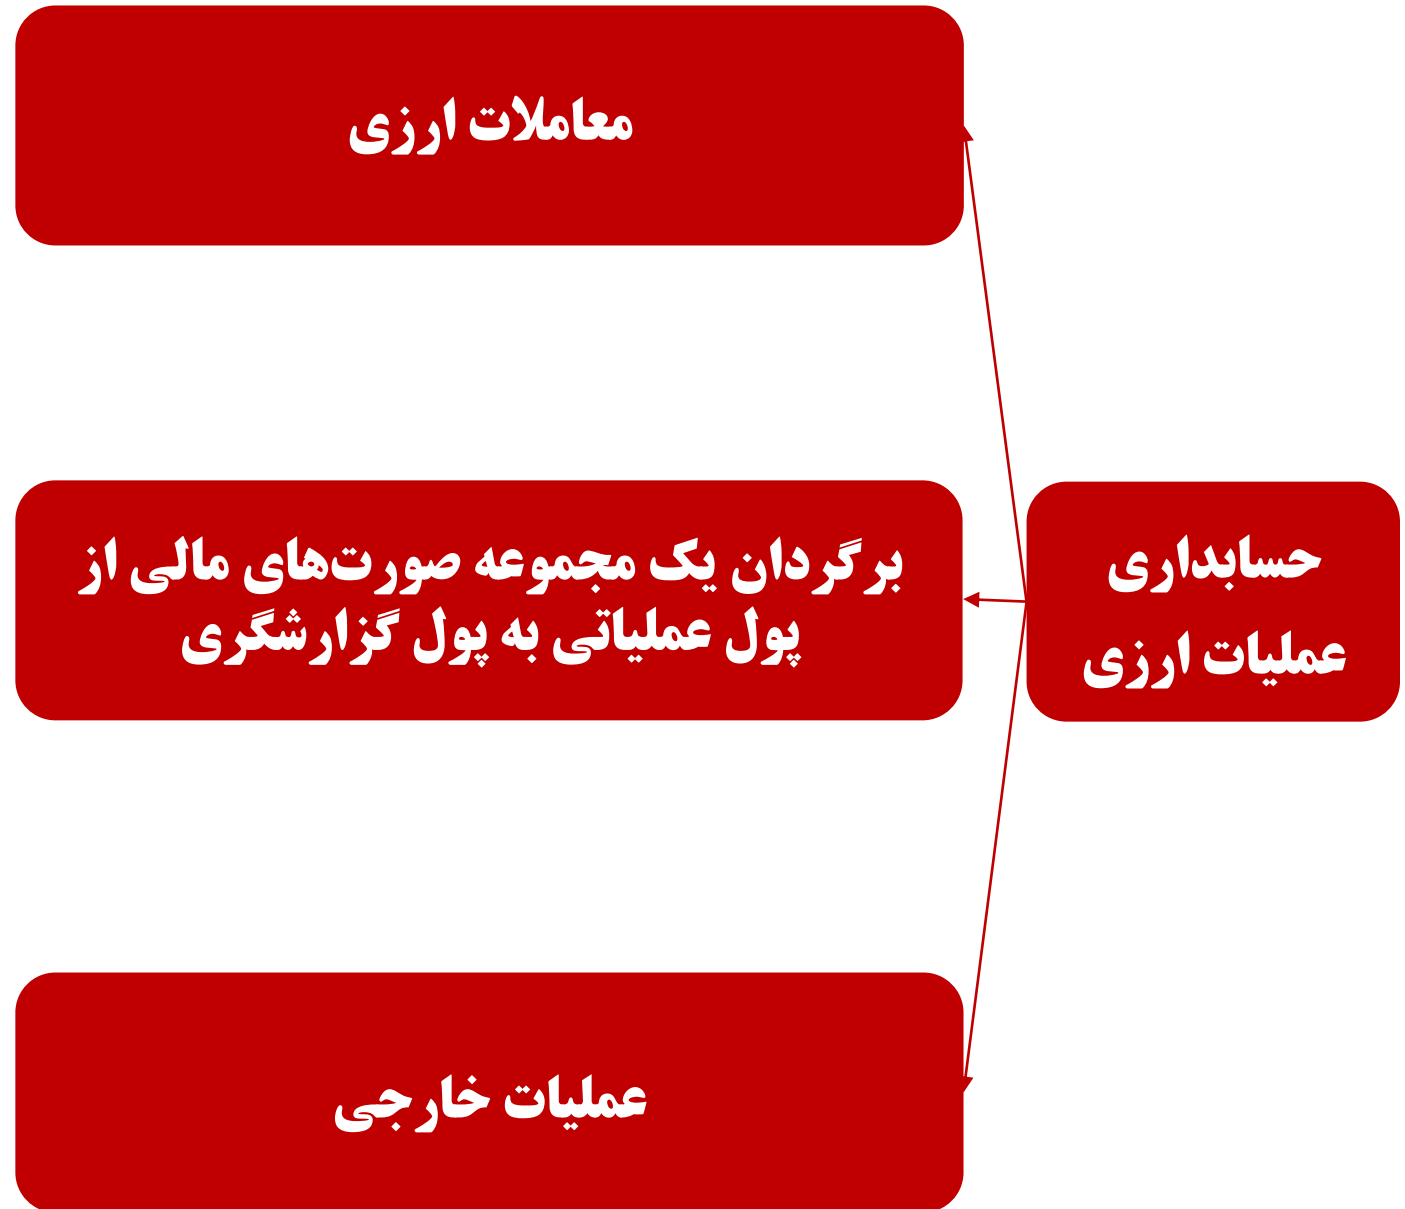 حسابداری
عملیات ارزی
معاملات ارزی
برگردان یک مجموعه صورت‌های مالی از
پول عملیاتی به پول گزارشگری
عملیات خارجی